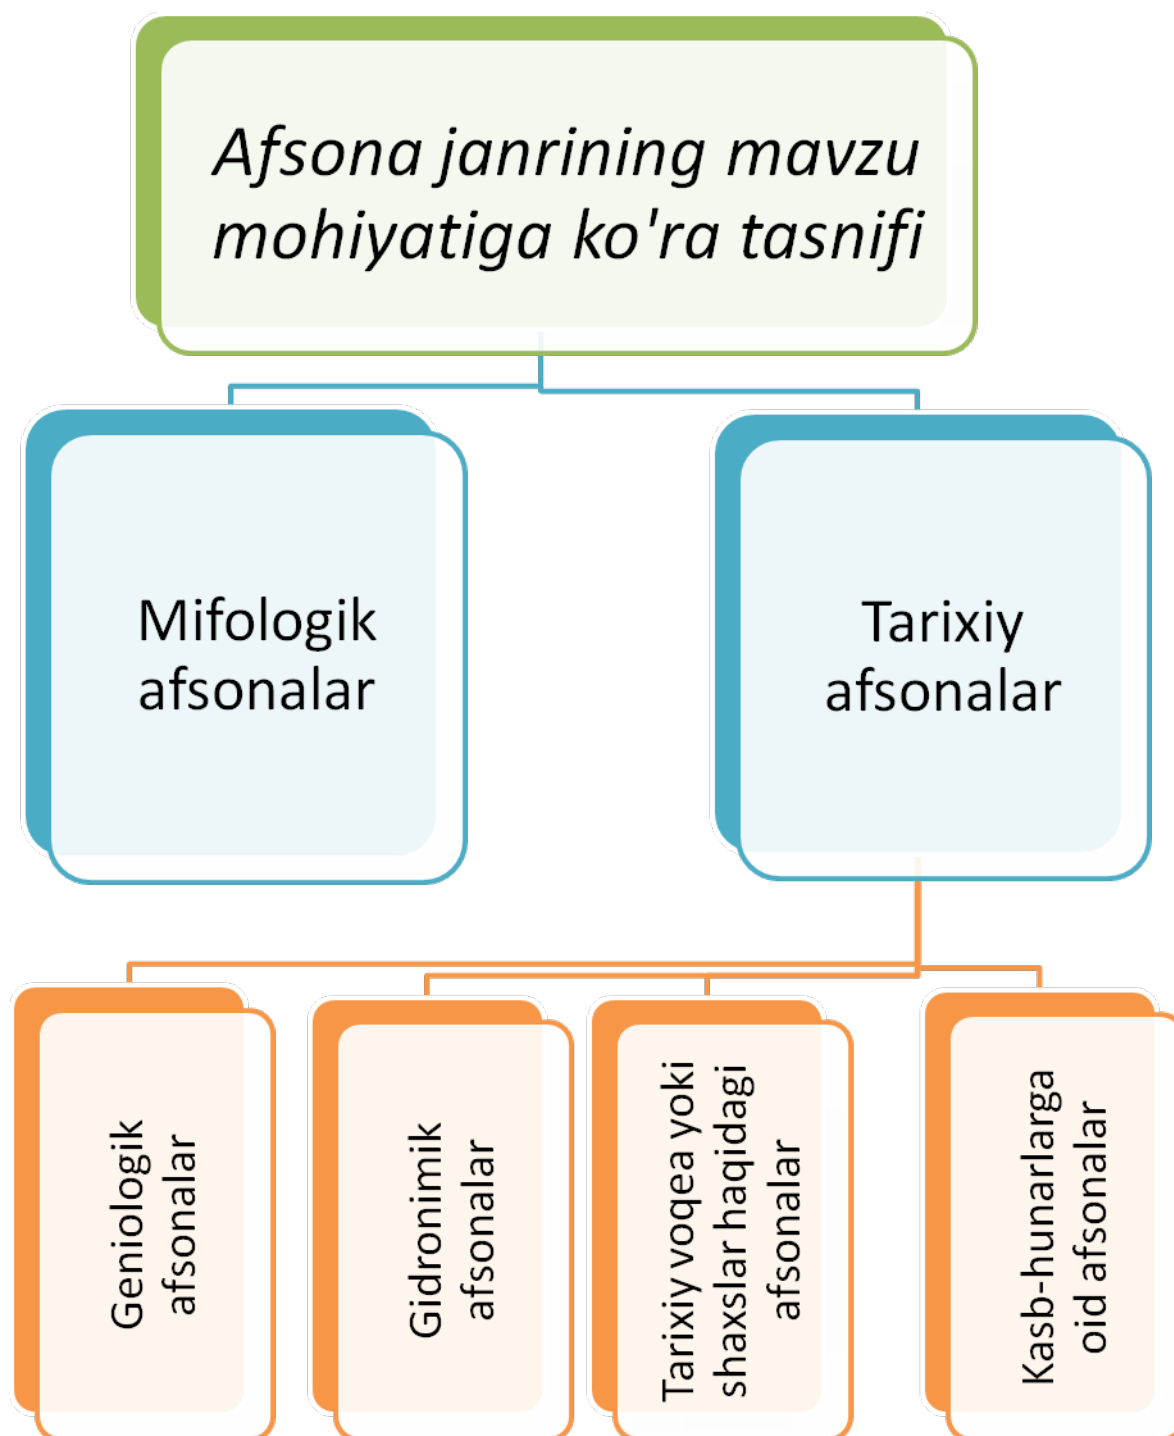 Afsona janrining mavzu
mohiyatiga ko'ra tasnifi
Mifologik
afsonalar
Tarixiy
afsonalar
Geniologik
afsonalar
Gidronimik
afsonalar
Tarixiy voqea yoki
shaxslar haqidagi
afsonalar
Kasb-hunarlarga
oid afsonalar